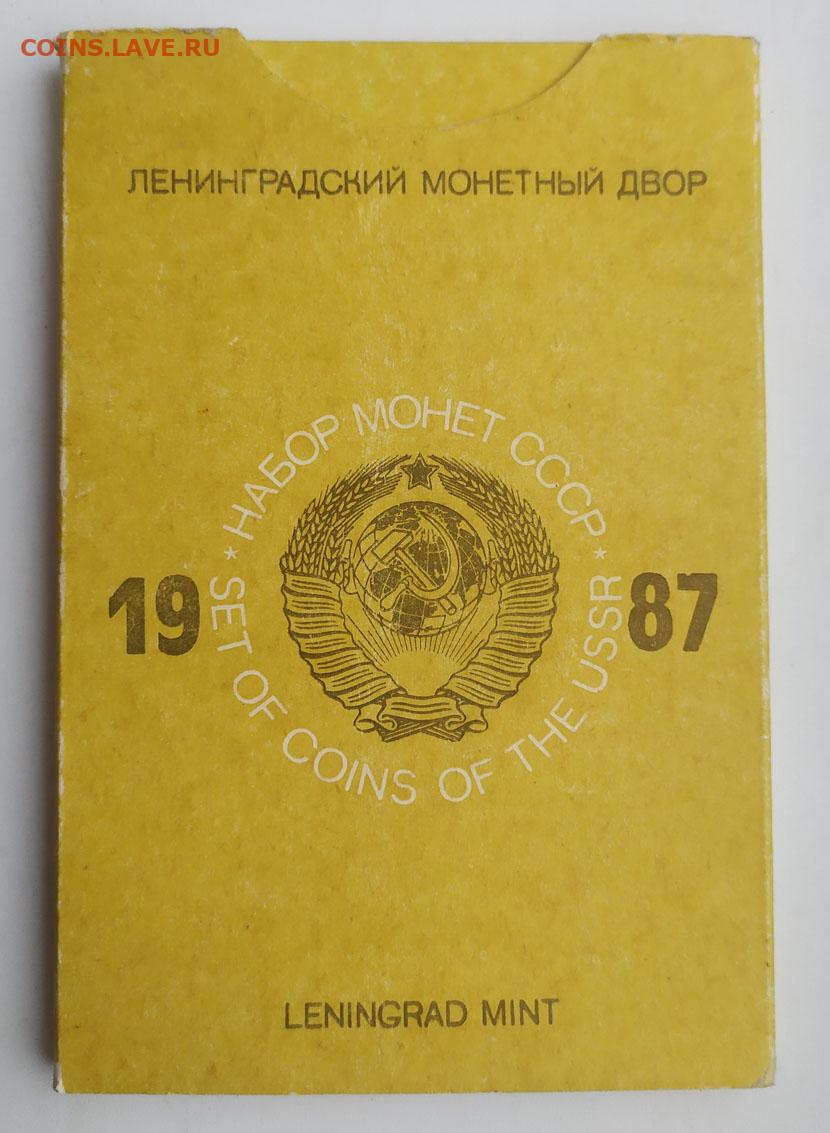 COINS.LAVE.RU
ЛЕНИНГРАДСКИЙ МОНЕТНЫЙ ДВОР
* НАБОР МОНЕТ СССР *
19 87
SET OF COINS OF THE USSR
LENINGRAD MINT